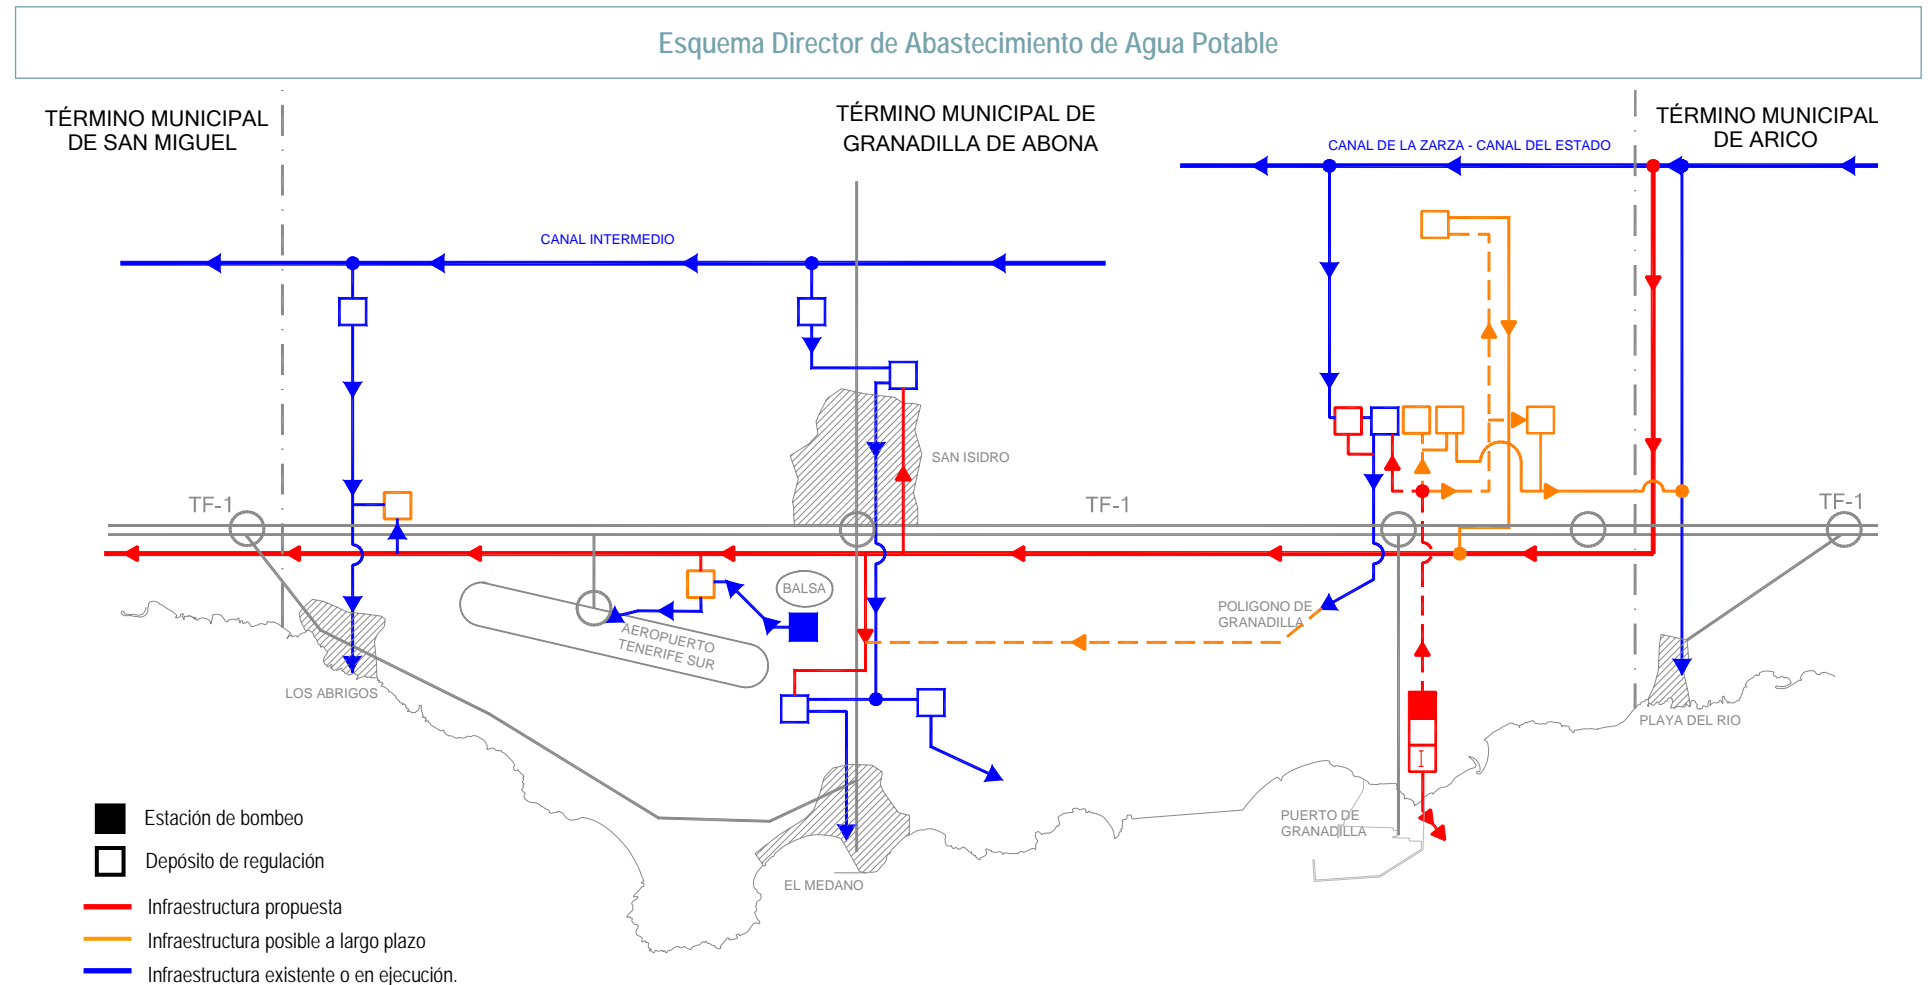 Esquema Director de Abastecimiento de Agua Potable
TÉRMINO MUNICIPAL
DE SAN MIGUEL
TÉRMINO MUNICIPAL DE
GRANADILLA DE ABONA
TÉRMINO MUNICIPAL
DE ARICO
CANAL DE LA ZARZA - CANAL DEL ESTADO
CANAL INTERMEDIO
SAN ISIDRO
TF-1
TF-1
TF-1
BALSA
POLIGONO DE
GRANADILLA
AEROPUERTO
TENERIFE SUR
LOS ABRIGOS
PLAYA DEL RIO
I
PUERTO DE
GRANADILLA
EL MEDANO
Estación de bombeo
Depósito de regulación
Infraestructura propuesta
Infraestructura posible a largo plazo
Infraestructura existente o en ejecución.